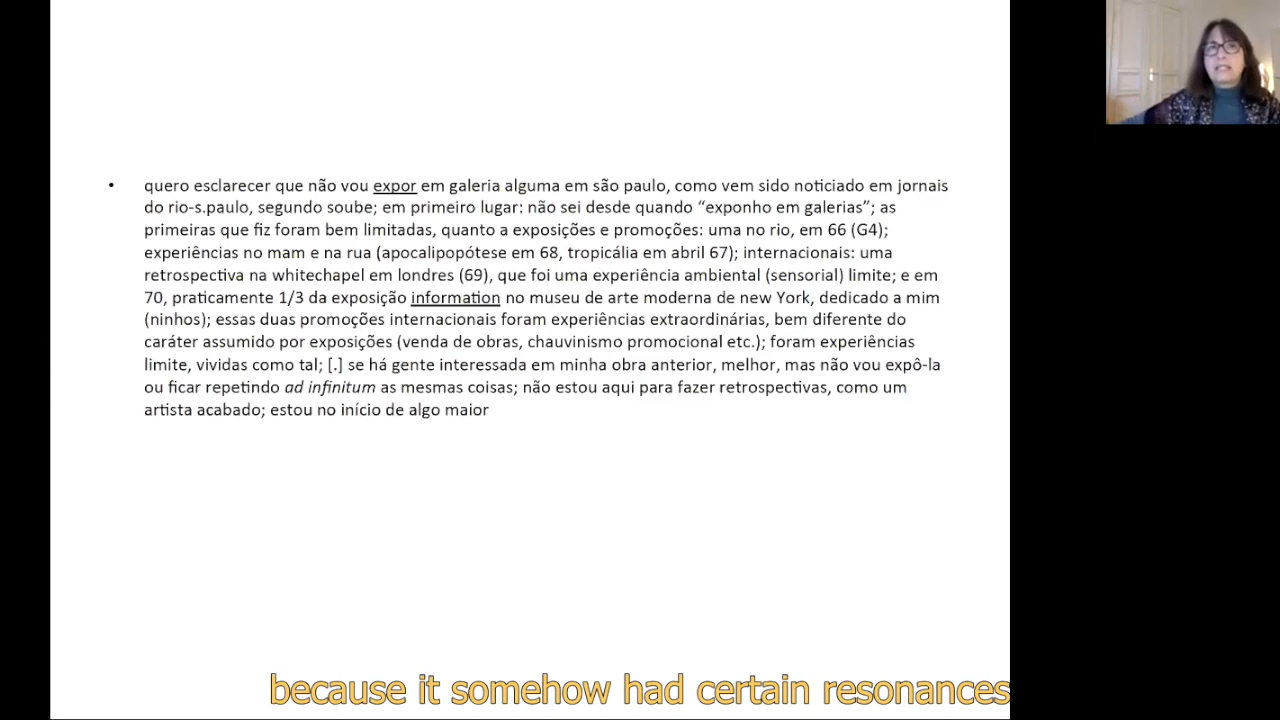 • quero esclarecer que não vou expor em galeria alguma em são paulo, como vem sido noticiado em jornais
do rio-s.paulo, segundo soube; em primeiro lugar: não sei desde quando “exponho em galerias”; as
primeiras que fiz foram bem limitadas, quanto a exposições e promoções: uma no rio, em 66 (G4);
experiências no mam e na rua (apocalipopótese em 68, tropicália em abril 67); internacionais: uma
retrospectiva na whitechapel em londres (69), que foi uma experiência ambiental (sensorial) limite; e em
70, praticamente 1/3 da exposição information no museu de arte moderna de new York, dedicado a mim
(ninhos); essas duas promoções internacionais foram experiências extraordinárias, bem diferente do
caráter assumido por exposições (venda de obras, chauvinismo promocional etc.); foram experiências
limite, vividas como tal; [.] se há gente interessada em minha obra anterior, melhor, mas não vou expô-la
ou ficar repetindo ad infinitum as mesmas coisas; não estou aqui para fazer retrospectivas, como um
artista acabado; estou no início de algo maior
because it somehow had certain resonances